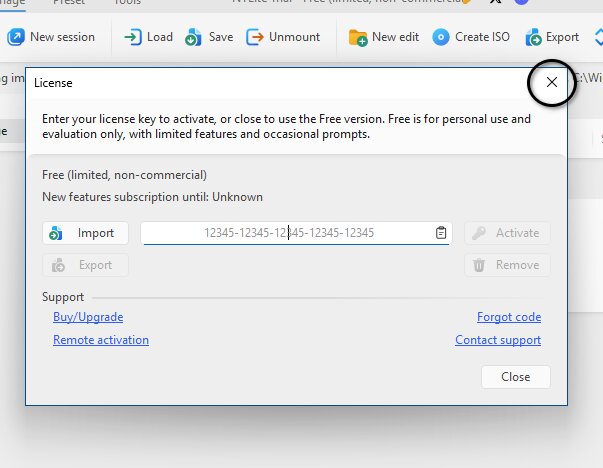 Preset
Tools
New session
Load
Save
Unmount
New edit
Create ISO
Export
License
Enter your license key to activate, or close to use the Free version. Free is for personal use and
evaluation only, with limited features and occasional prompts.
Free (limited, non-commercial)
New features subscription until: Unknown
Import
12345-12345-12345-12345-12345
Activate
Export
Remove
Support
Buy/Upgrade
Forgot code
Remote activation
Contact support
Close